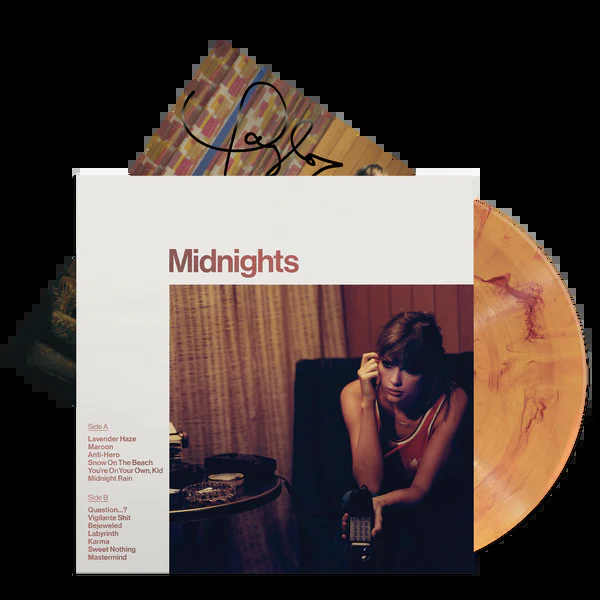 Taylor
Midnights
Side A
Lavender Haze
Maroon
Anti-Hero
Snow On The Beach
You're On Your Own, Kid
Midnight Rain
Side B
Question...?
Vigilante Shit
Bejeweled
Labyrinth
Karma
Sweet Nothing
Mastermind